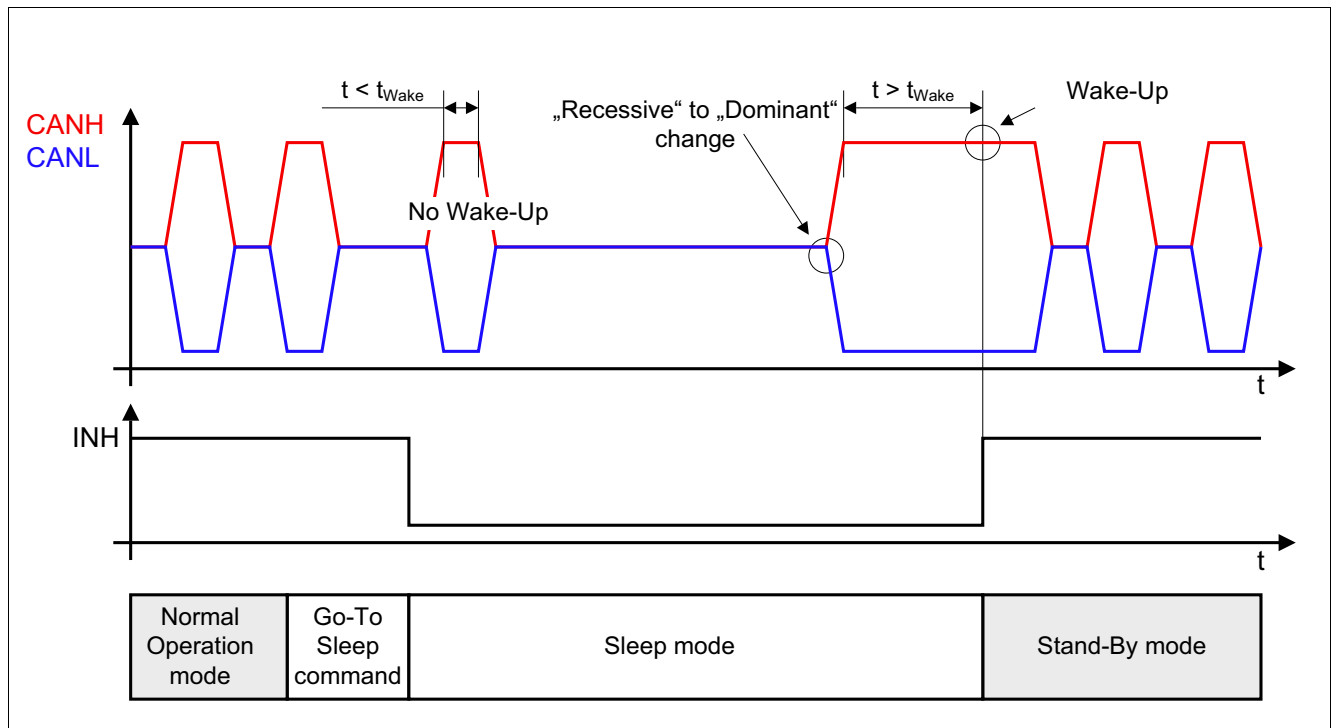 t < tWake
t > tWake
Wake-Up
„Recessive“ to „Dominant“
change
CANH
CANL
No Wake-Up
t
INH
t
Normal
Operation
mode
Go-To
Sleep
command
Sleep mode
Stand-By mode